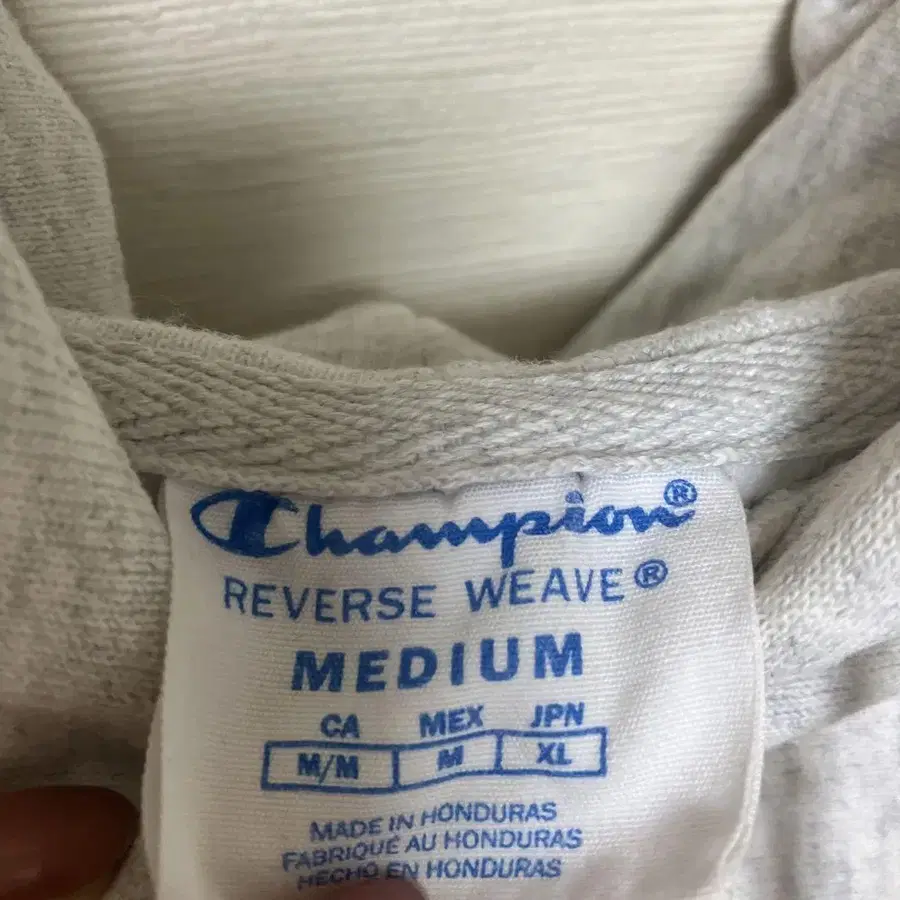 Champion®
REVERSE WEAVE®
MEDIUM
CA MEX JPN
M/M M XL
MADE IN HONDURAS
FABRIQUÉ AU HONDURAS
HECHO EN HONDURAS